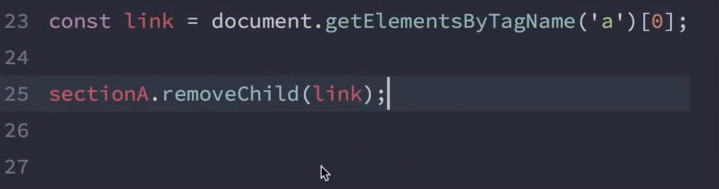 23 const link = document.getElementsByTagName('a')[0];
24
25 sectionA.removeChild(link);
26
27